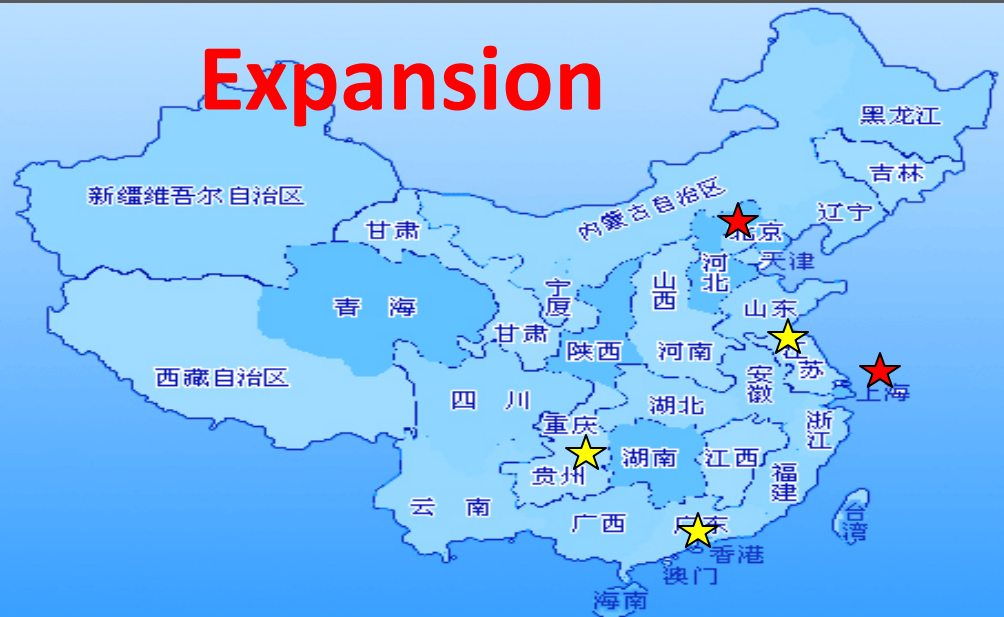 Expansion
黑龙江
吉林
新疆維吾尔自治区
内蒙古自治区
辽宁
甘肃
北京
天津
河北
山西
宁厦
青 海
山东
甘肃
陕西
河南
江苏
西藏自治区
安徽
上海
四 川
湖北
重庆
浙江
湖南
江西
贵州
福建
云 南
广西
广东
台湾
香港
澳门
海南